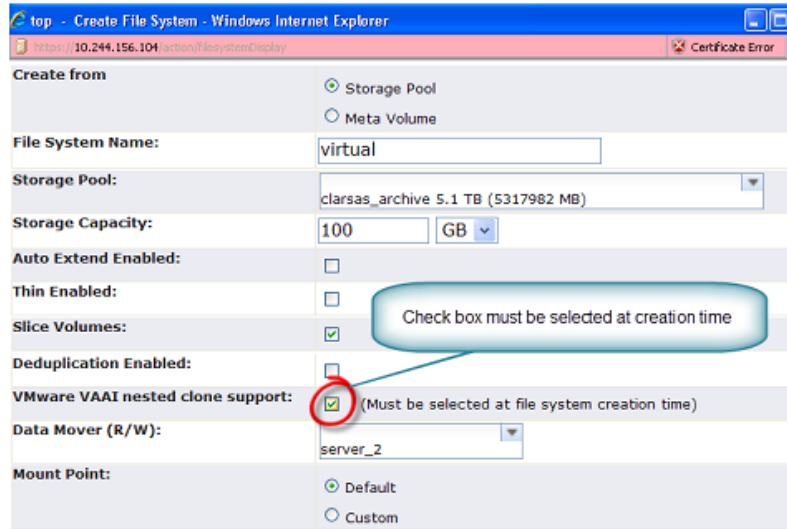 top - Create File System - Windows Internet Explorer
https://10.244.156.104/action/filesystemDisplay Certificate Error
Create from
Storage Pool
Meta Volume
File System Name: virtual
Storage Pool:
clarsas_archive 5.1 TB (5317982 MB)
Storage Capacity: 100 GB
Auto Extend Enabled:
Thin Enabled:
Check box must be selected at creation time
Slice Volumes:
Deduplication Enabled:
VMware VAAI nested clone support: (Must be selected at file system creation time)
Data Mover (R/W):
server_2
Mount Point:
Default
Custom